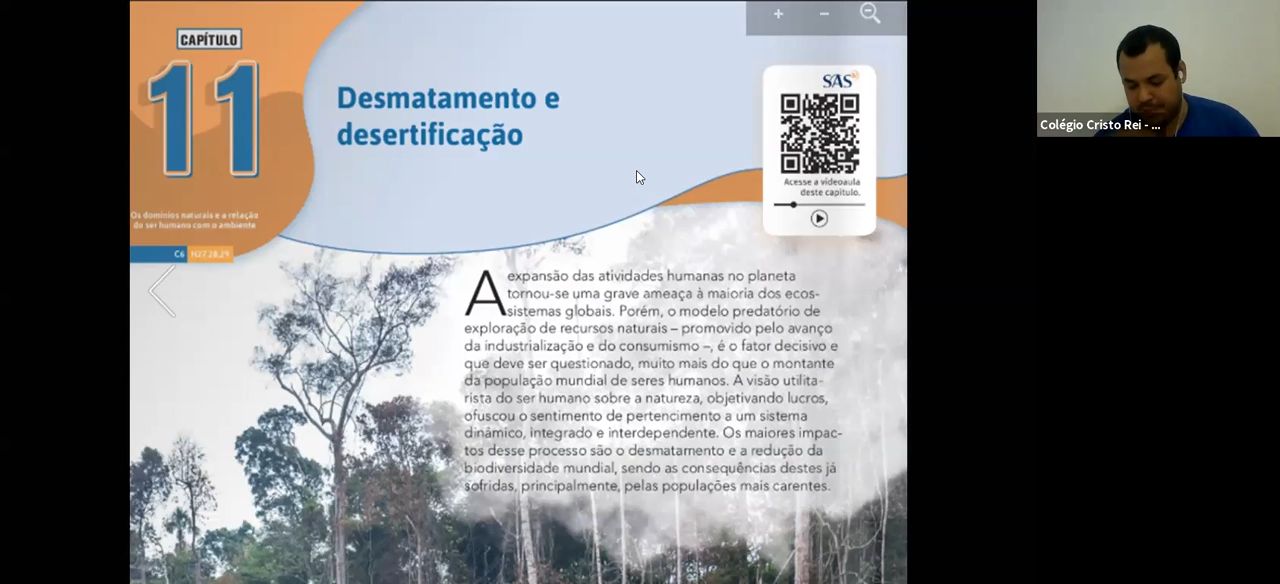 CAPÍTULO
11
Desmatamento e
desertificação
Os domínios naturais e a relação
do ser humano com o ambiente
C6 H27,28,29
SAS
Acesse a videoaula
deste capítulo.
A expansão das atividades humanas no planeta
tornou-se uma grave ameaça à maioria dos ecos-
sistemas globais. Porém, o modelo predatório de
exploração de recursos naturais – promovido pelo avanço
da industrialização e do consumismo –, é o fator decisivo e
que deve ser questionado, muito mais do que o montante
da população mundial de seres humanos. A visão utilita-
rista do ser humano sobre a natureza, objetivando lucros,
ofuscou o sentimento de pertencimento a um sistema
dinâmico, integrado e interdependente. Os maiores impac-
tos desse processo são o desmatamento e a redução da
biodiversidade mundial, sendo as consequências destes já
sofridas, principalmente, pelas populações mais carentes.
Colégio Cristo Rei - ...